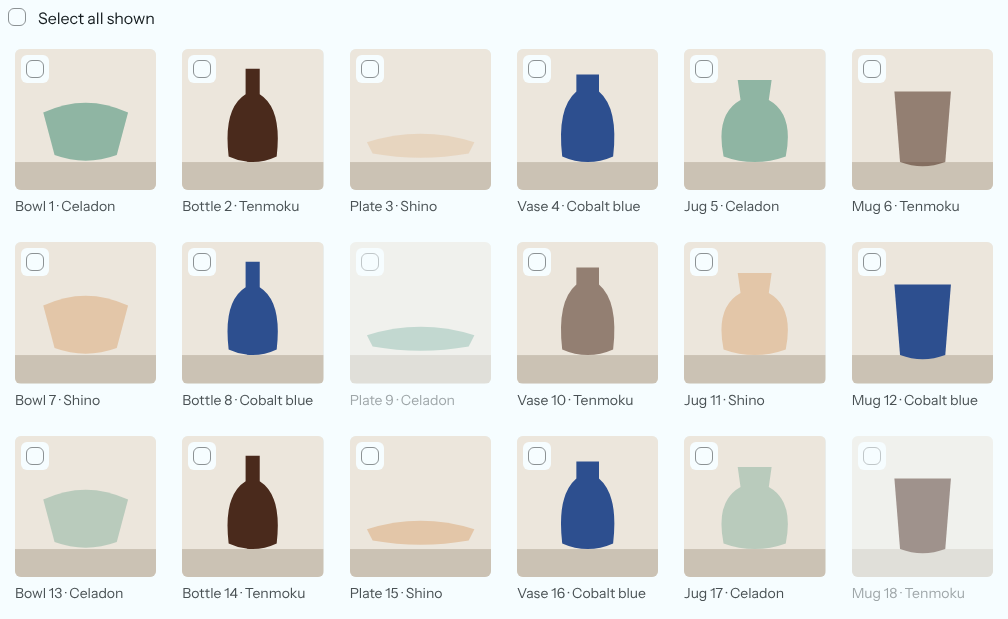 Select all shown
Bowl 1 · Celadon
Bottle 2 · Tenmoku
Plate 3 · Shino
Vase 4 · Cobalt blue
Jug 5 · Celadon
Mug 6 · Tenmoku
Bowl 7 · Shino
Bottle 8 · Cobalt blue
Plate 9 · Celadon
Vase 10 · Tenmoku
Jug 11 · Shino
Mug 12 · Cobalt blue
Bowl 13 · Celadon
Bottle 14 · Tenmoku
Plate 15 · Shino
Vase 16 · Cobalt blue
Jug 17 · Celadon
Mug 18 · Tenmoku